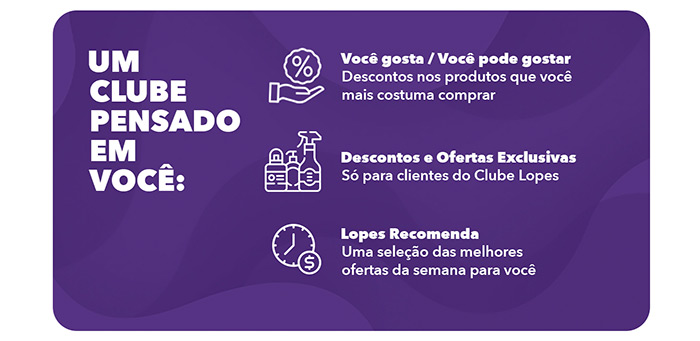 UM
CLUBE
PENSADO
EM
VOCÊ:
Você gosta / Você pode gostar
Descontos nos produtos que você
mais costuma comprar
Descontos e Ofertas Exclusivas
Só para clientes do Clube Lopes
Lopes Recomenda
Uma seleção das melhores
ofertas da semana para você